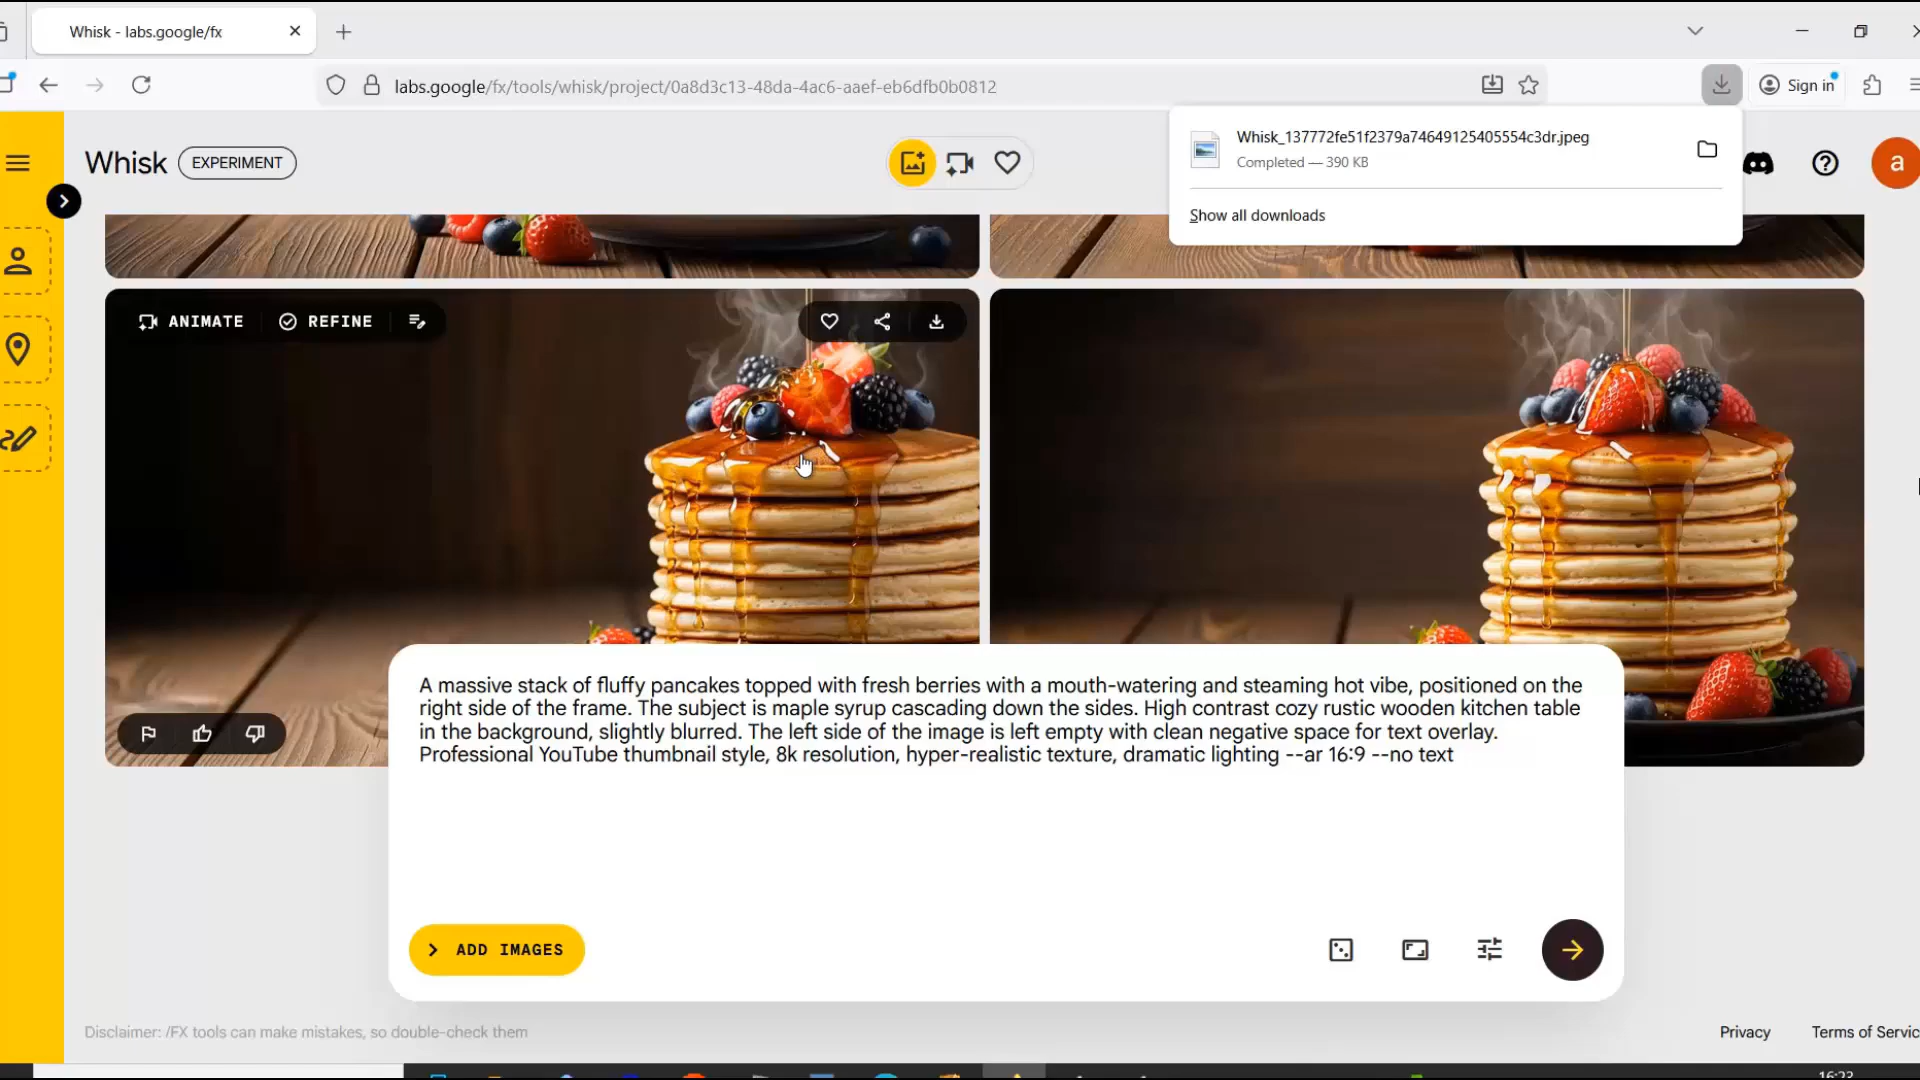 Whisk - labs.google/fx
labs.google/fx/tools/whisk/project/0a8d3c13-48da-4ac6-aaef-eb6dfb0b0812
Sign in
Whisk_137772fe51f2379a74649125405554c3dr.jpeg
Completed — 390 KB
Show all downloads
Whisk EXPERIMENT
a
ANIMATE REFINE
A massive stack of fluffy pancakes topped with fresh berries with a mouth-watering and steaming hot vibe, positioned on the
right side of the frame. The subject is maple syrup cascading down the sides. High contrast cozy rustic wooden kitchen table
in the background, slightly blurred. The left side of the image is left empty with clean negative space for text overlay.
Professional YouTube thumbnail style, 8k resolution, hyper-realistic texture, dramatic lighting --ar 16:9 --no text
ADD IMAGES
Disclaimer: /FX tools can make mistakes, so double-check them
Privacy
Terms of Servic